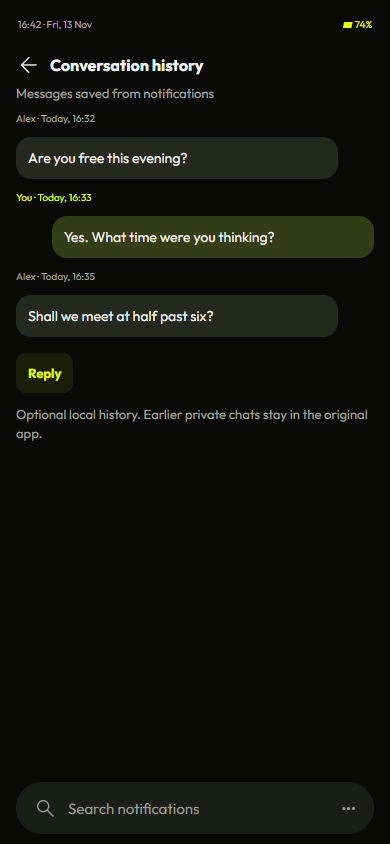 16:42 · Fri, 13 Nov
74%
Conversation history
Messages saved from notifications
Alex · Today, 16:32
Are you free this evening?
You · Today, 16:33
Yes. What time were you thinking?
Alex · Today, 16:35
Shall we meet at half past six?
Reply
Optional local history. Earlier private chats stay in the original
app.
Search notifications